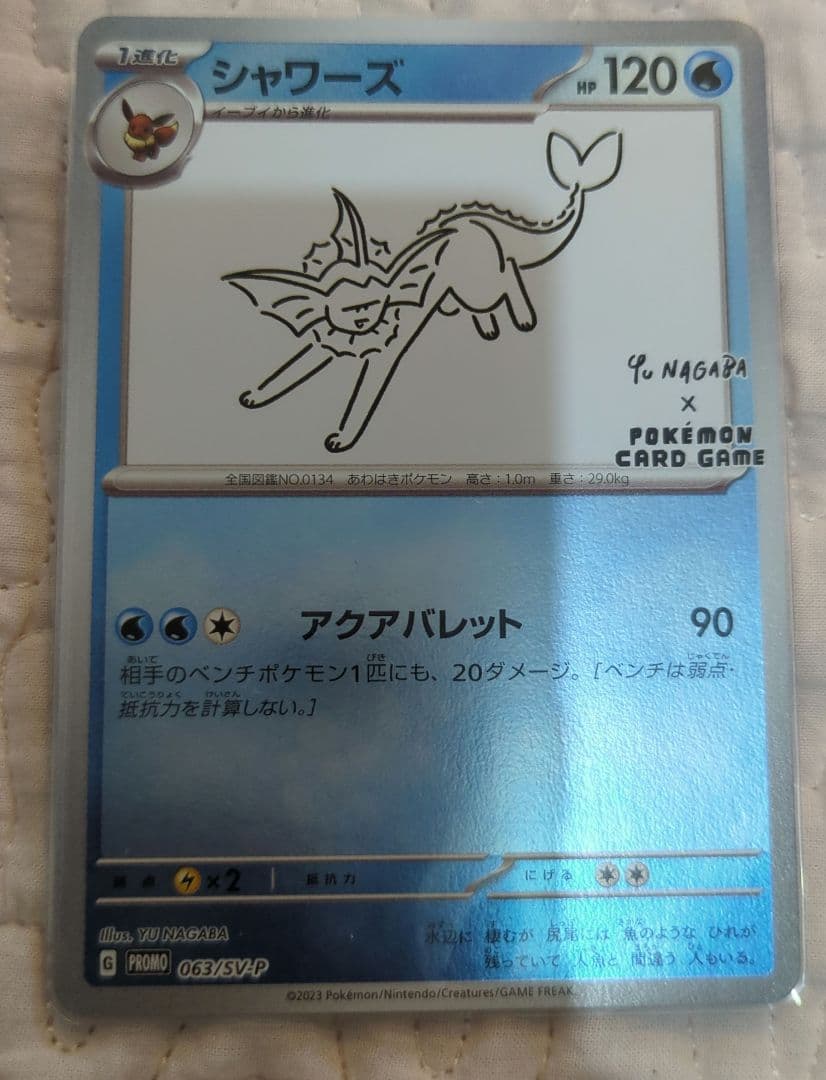 1進化
シャワーズ
HP 120
イーブイから進化
Yu NAGABA
×
POKÉMON
CARD GAME
全国図鑑NO.0134 あわはきポケモン 高さ：1.0m 重さ：29.0kg
アクアバレット 90
相手のベンチポケモン1匹にも、20ダメージ。[ベンチは弱点・
抵抗力を計算しない。]
弱点 ×2 抵抗力 にげる
Illus. YU NAGABA
水辺に 棲むが 尻尾には 魚のような ひれが
残っていて 人魚と 間違う 人もいる。
G PROMO 063/SV-P
©2023 Pokémon/Nintendo/Creatures/GAME FREAK.